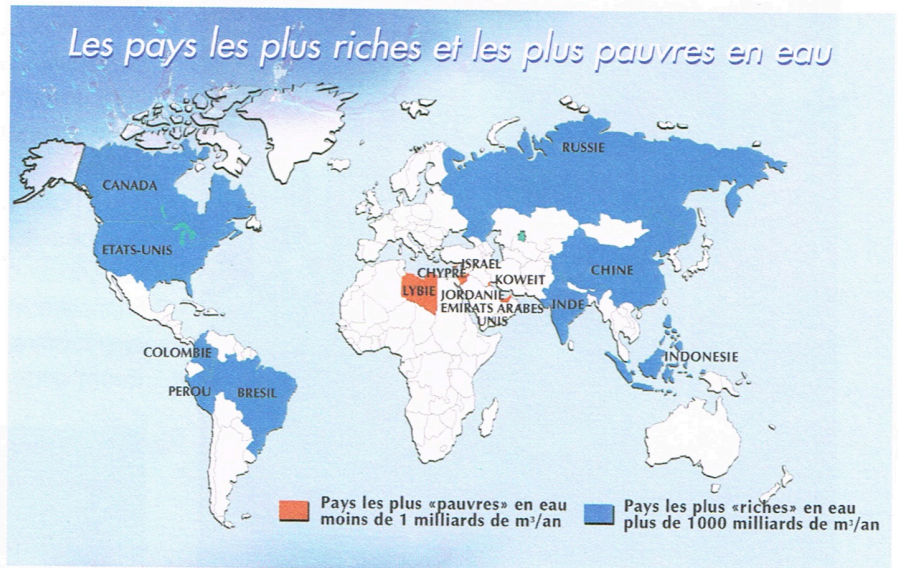 Les pays les plus riches et les plus pauvres en eau
RUSSIE
CANADA
ETATS-UNIS
ISRAEL
CHYPRE
KOWEIT
CHINE
LYBIE
JORDANIE
EMIRATS ARABES
UNIS
INDE
COLOMBIE
INDONESIE
PEROU
BRESIL
Pays les plus «pauvres» en eau
moins de 1 milliards de m³/an
Pays les plus «riches» en eau
plus de 1000 milliards de m³/an